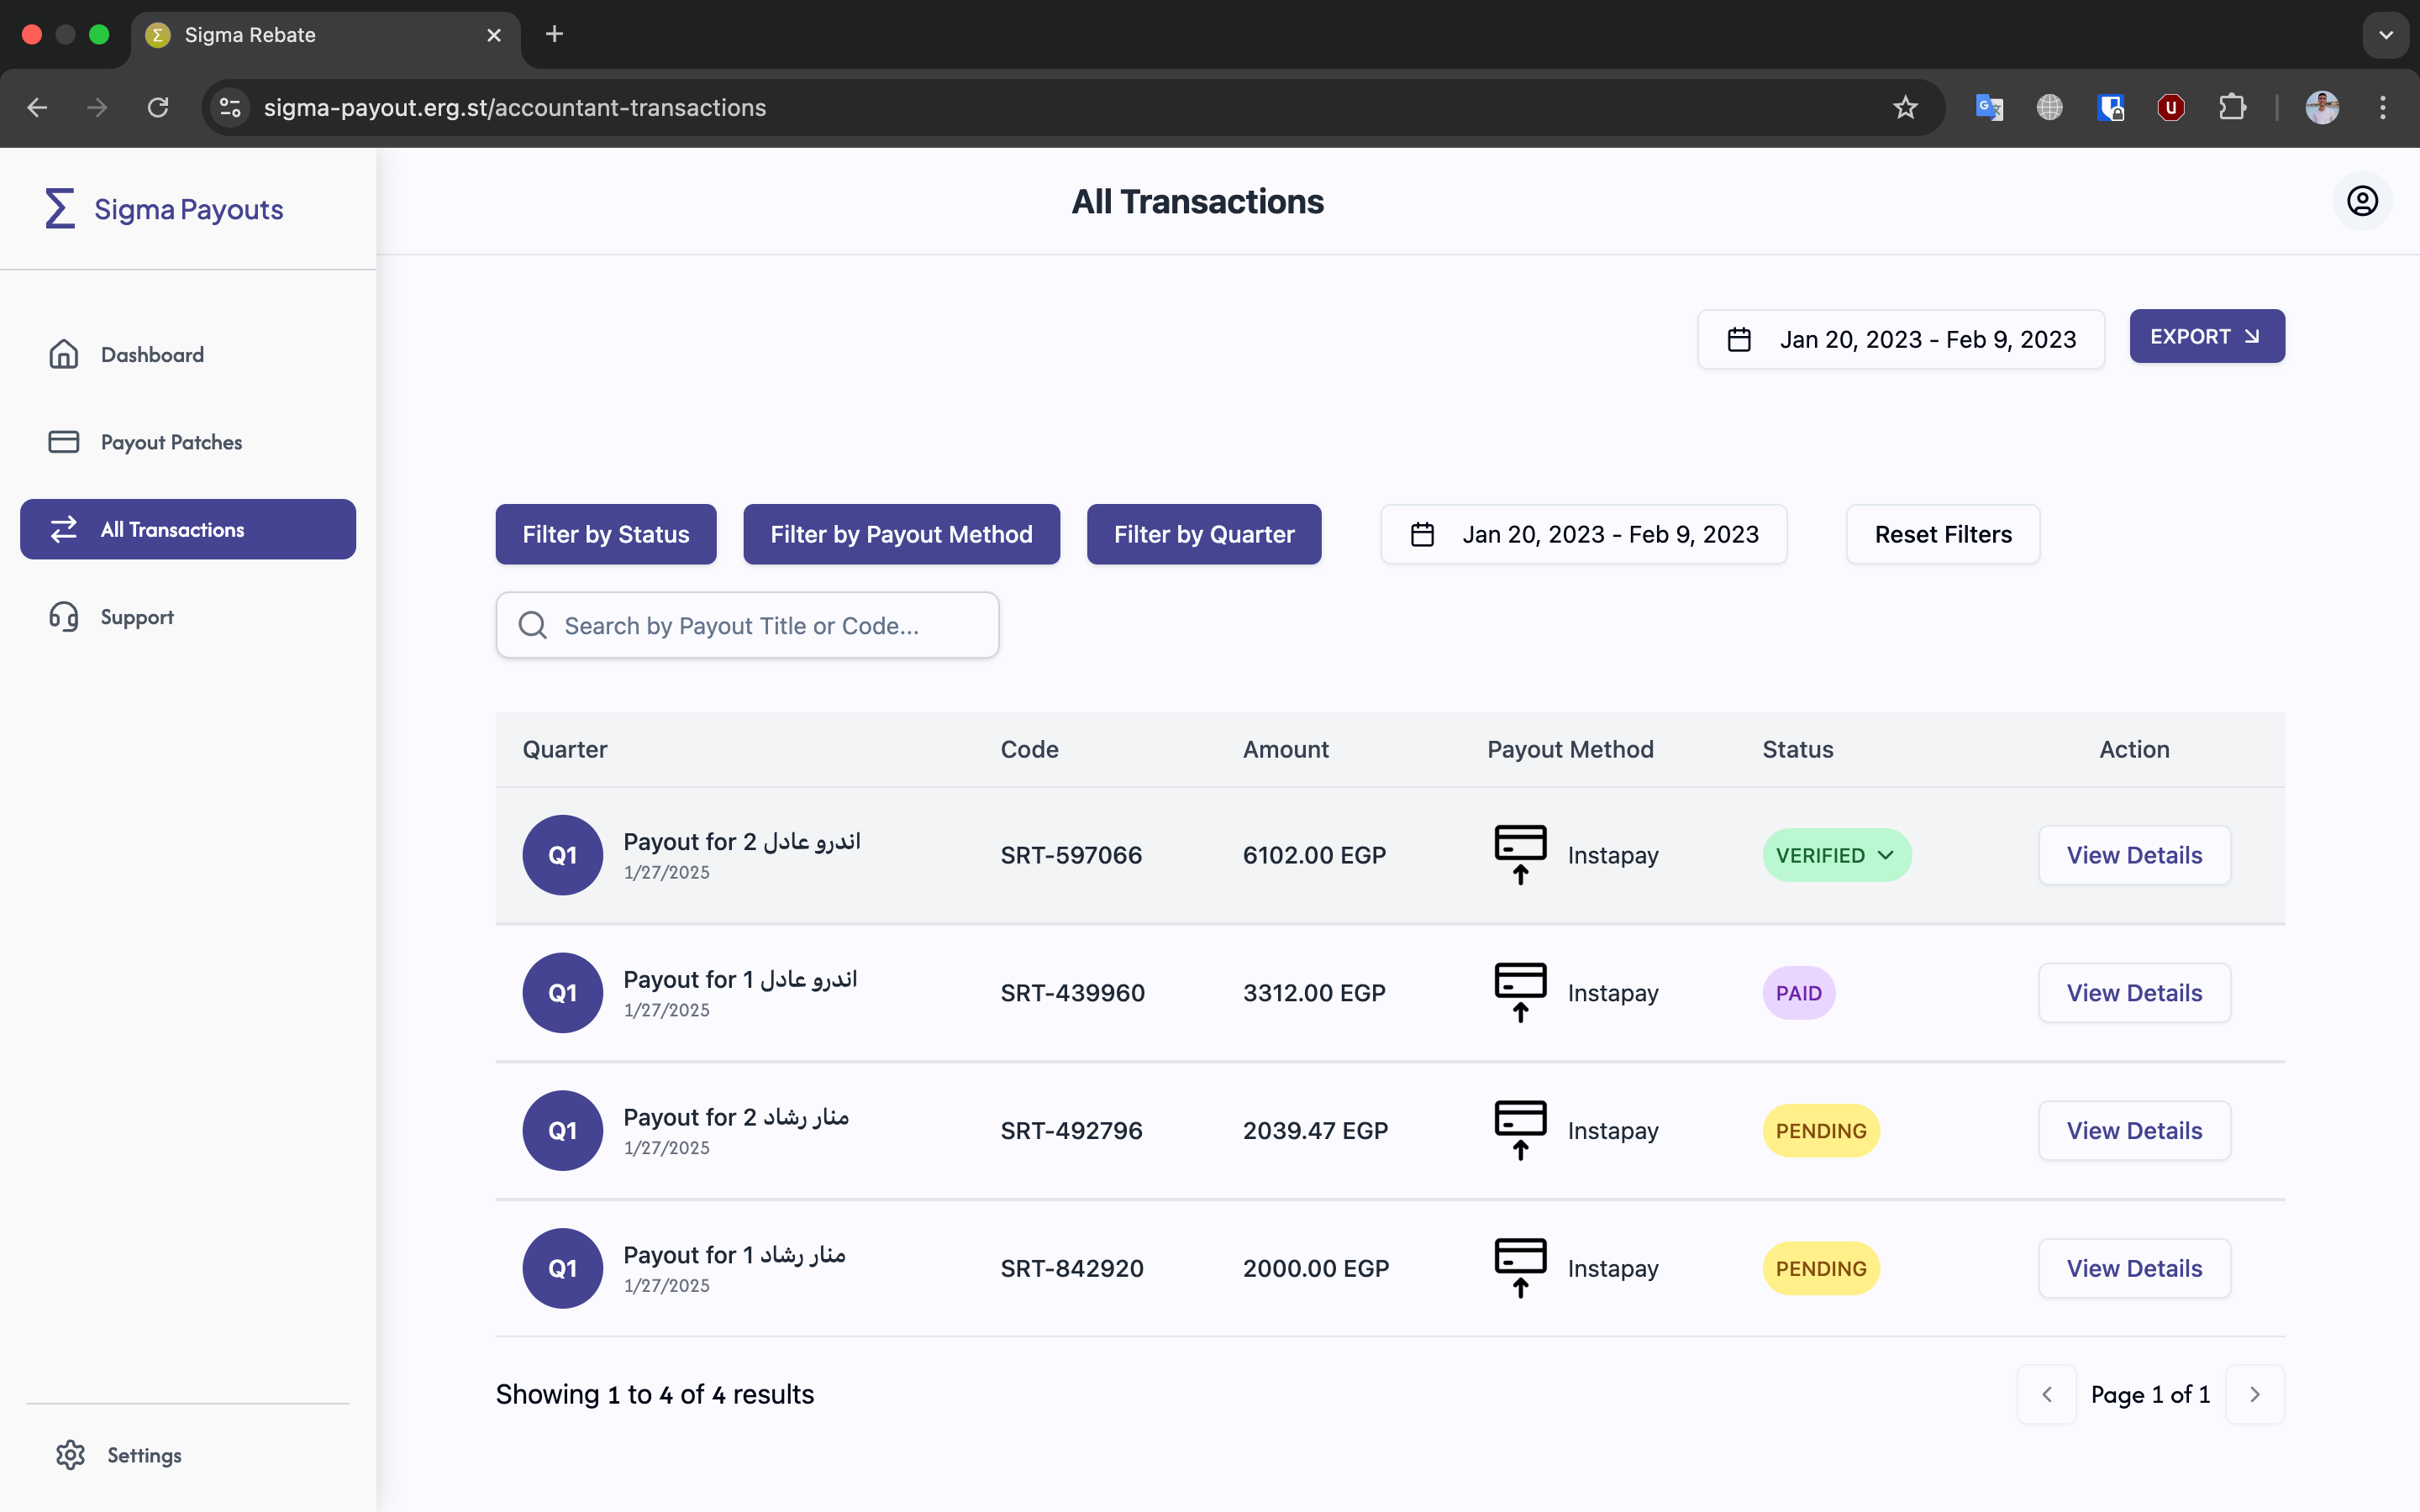 Sigma Rebate
sigma-payout.erg.st/accountant-transactions
Sigma Payouts
All Transactions
Dashboard
Payout Patches
All Transactions
Support
Settings
Jan 20, 2023 - Feb 9, 2023
EXPORT
Filter by Status
Filter by Payout Method
Filter by Quarter
Jan 20, 2023 - Feb 9, 2023
Reset Filters
Search by Payout Title or Code...
Quarter Code Amount Payout Method Status Action
Q1 Payout for 2 اندرو عادل SRT-597066 6102.00 EGP Instapay VERIFIED View Details
1/27/2025
Q1 Payout for 1 اندرو عادل SRT-439960 3312.00 EGP Instapay PAID View Details
1/27/2025
Q1 Payout for 2 منار رشاد SRT-492796 2039.47 EGP Instapay PENDING View Details
1/27/2025
Q1 Payout for 1 منار رشاد SRT-842920 2000.00 EGP Instapay PENDING View Details
1/27/2025
Showing 1 to 4 of 4 results
Page 1 of 1